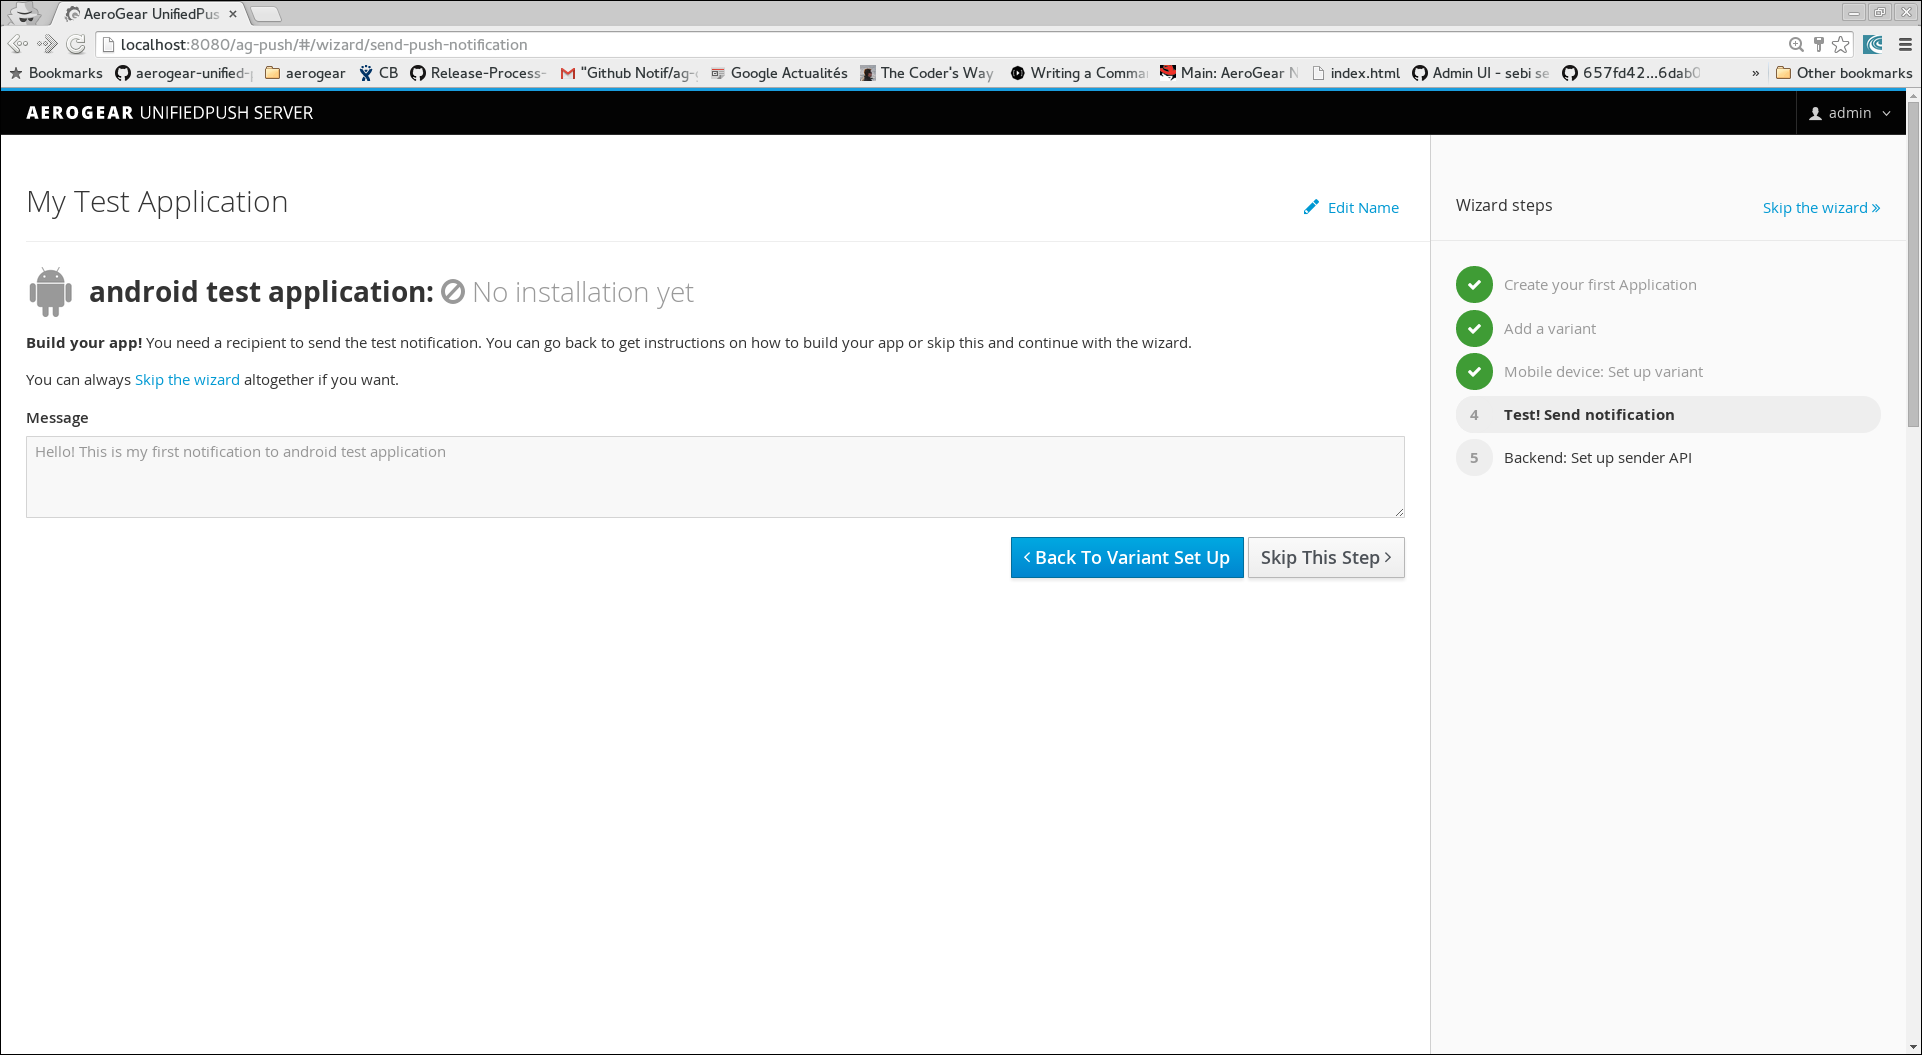 AeroGear UnifiedPus
localhost:8080/ag-push/#/wizard/send-push-notification
Bookmarks aerogear-unified- aerogear CB Release-Process- "Github Notif/ag- Google Actualités The Coder's Way Writing a Comma Main: AeroGear N index.html Admin UI - sebi se 657fd42...6dab0 » Other bookmarks
AEROGEAR UNIFIEDPUSH SERVER
admin
My Test Application
Edit Name
android test application: No installation yet
Build your app! You need a recipient to send the test notification. You can go back to get instructions on how to build your app or skip this and continue with the wizard.
You can always Skip the wizard altogether if you want.
Message
Hello! This is my first notification to android test application
Back To Variant Set Up
Skip This Step
Wizard steps
Skip the wizard »
Create your first Application
Add a variant
Mobile device: Set up variant
4 Test! Send notification
5 Backend: Set up sender API